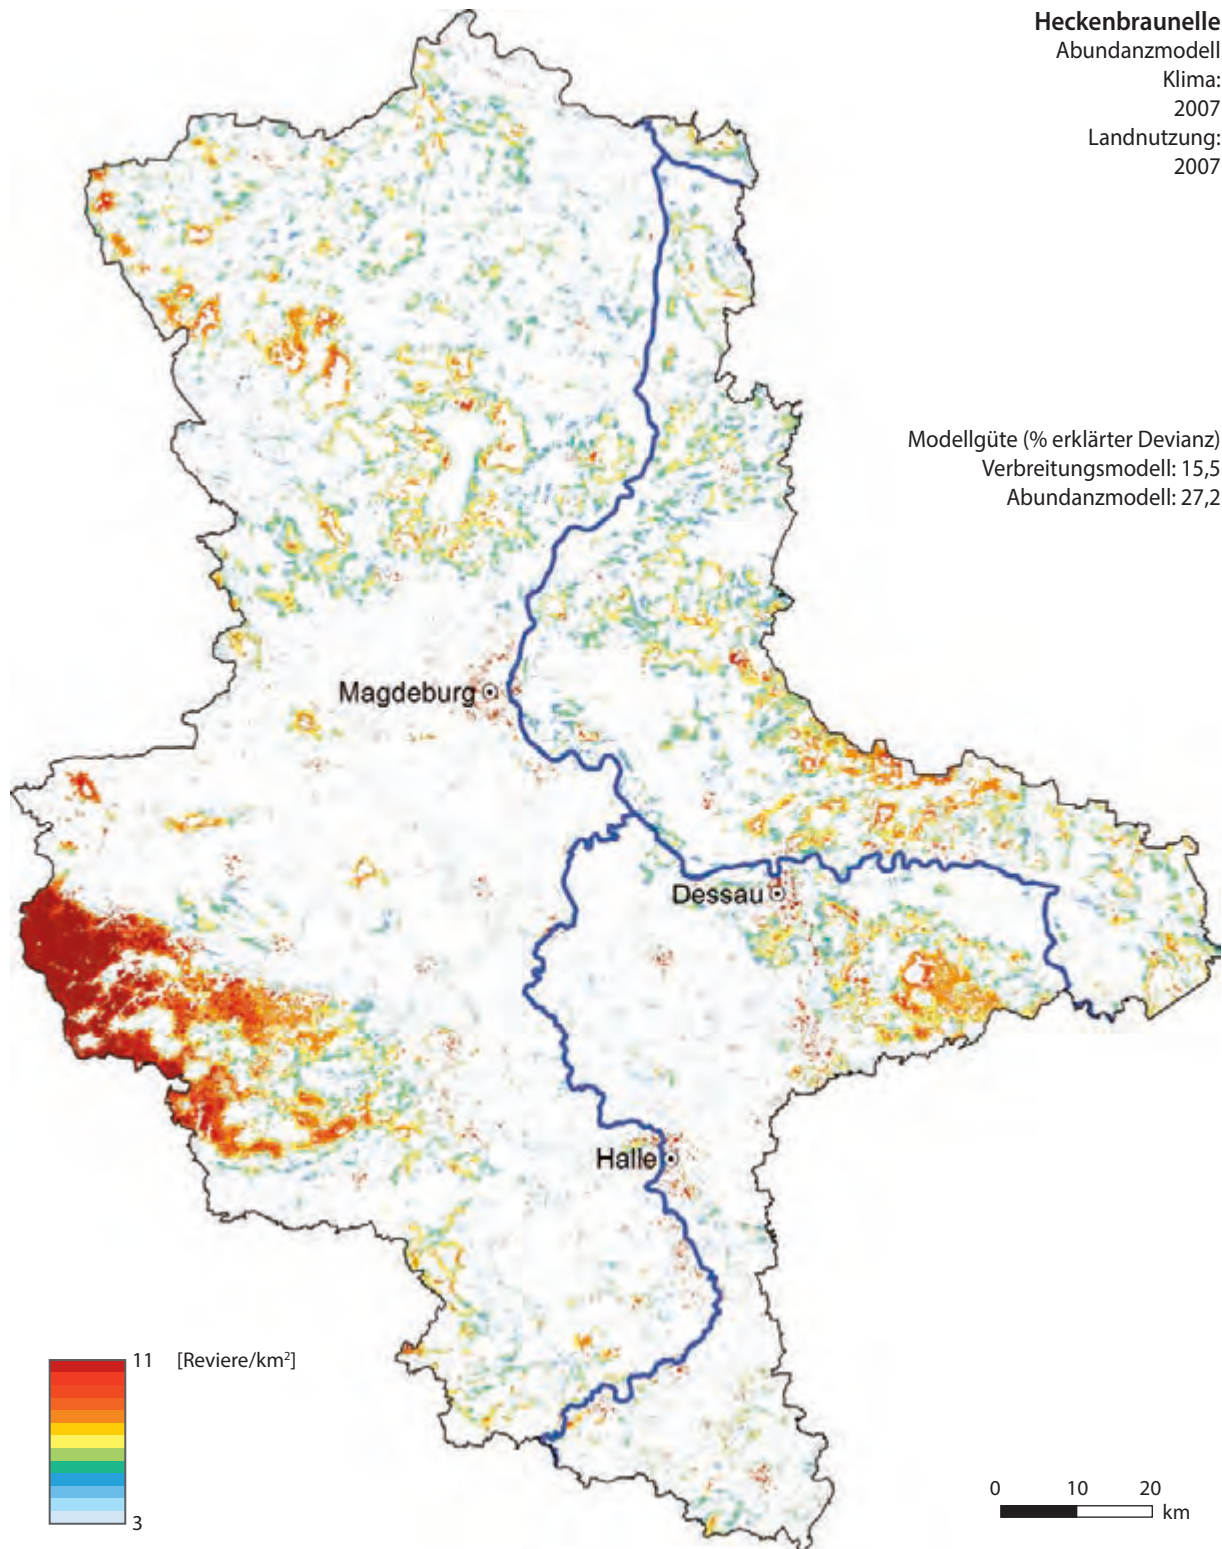 Heckenbraunelle
Abundanzmodell
Klima:
2007
Landnutzung:
2007
Modellgüte (% erklärter Devianz)
Verbreitungsmodell: 15,5
Abundanzmodell: 27,2
Magdeburg
Dessau
Halle
11 [Reviere/km²]
3
0 10 20
km